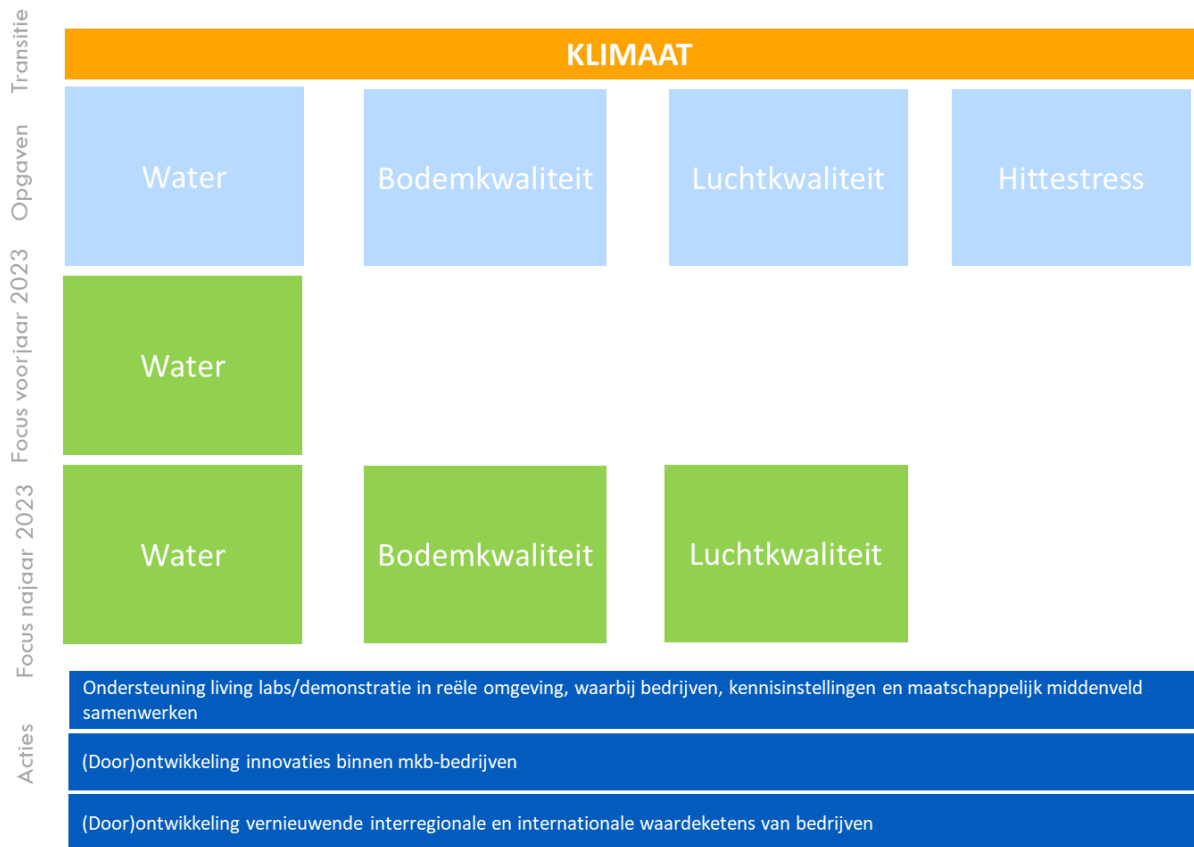 Transitie
KLIMAAT
Opgaven
Water
Bodemkwaliteit
Luchtkwaliteit
Hittestress
Focus voorjaar 2023
Water
Focus najaar 2023
Water
Bodemkwaliteit
Luchtkwaliteit
Acties
Ondersteuning living labs/demonstratie in reële omgeving, waarbij bedrijven, kennisinstellingen en maatschappelijk middenveld
samenwerken
(Door)ontwikkeling innovaties binnen mkb-bedrijven
(Door)ontwikkeling vernieuwende interregionale en internationale waardeketens van bedrijven